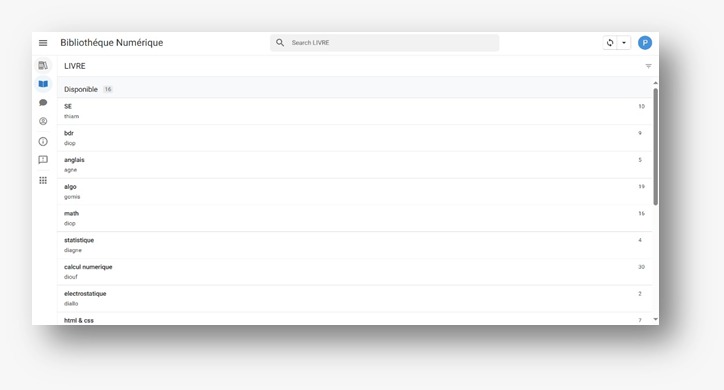 Bibliothéque Numérique
Search LIVRE
P
LIVRE
Disponible 16
SE 10
thiam
bdr 9
diop
anglais 5
agne
algo 19
gomis
math 16
diop
statistique 4
diagne
calcul numerique 30
diouf
electrostatique 2
diallo
html & css 7